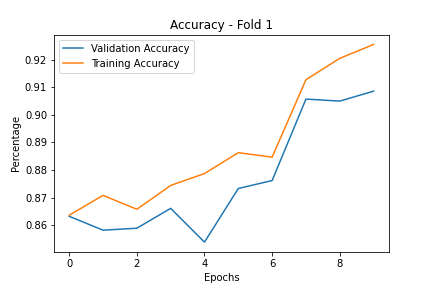 Accuracy - Fold 1
Validation Accuracy
Training Accuracy
Percentage
0.92
0.91
0.90
0.89
0.88
0.87
0.86
0 2 4 6 8
Epochs